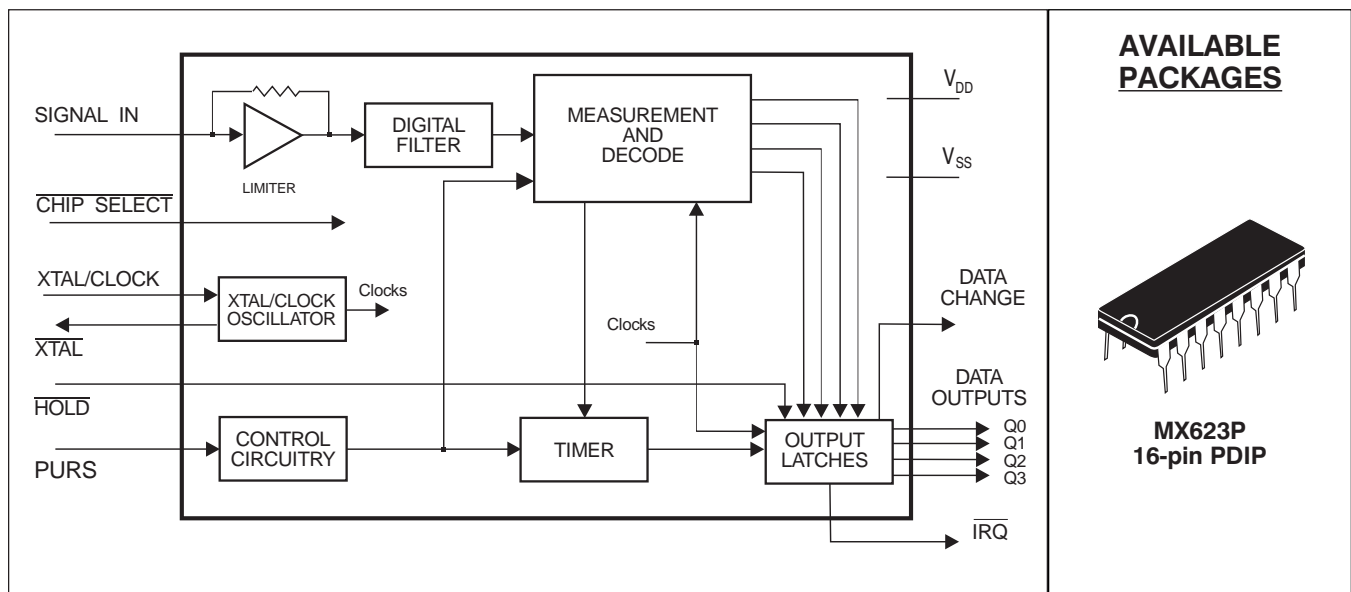 SIGNAL IN
CHIP SELECT
XTAL/CLOCK
XTAL
HOLD
PURS
LIMITER
DIGITAL
FILTER
MEASUREMENT
AND
DECODE
XTAL/CLOCK
OSCILLATOR
Clocks
Clocks
CONTROL
CIRCUITRY
TIMER
OUTPUT
LATCHES
VDD
VSS
DATA
CHANGE
DATA
OUTPUTS
Q0
Q1
Q2
Q3
IRQ
AVAILABLE
PACKAGES
MX623P
16-pin PDIP